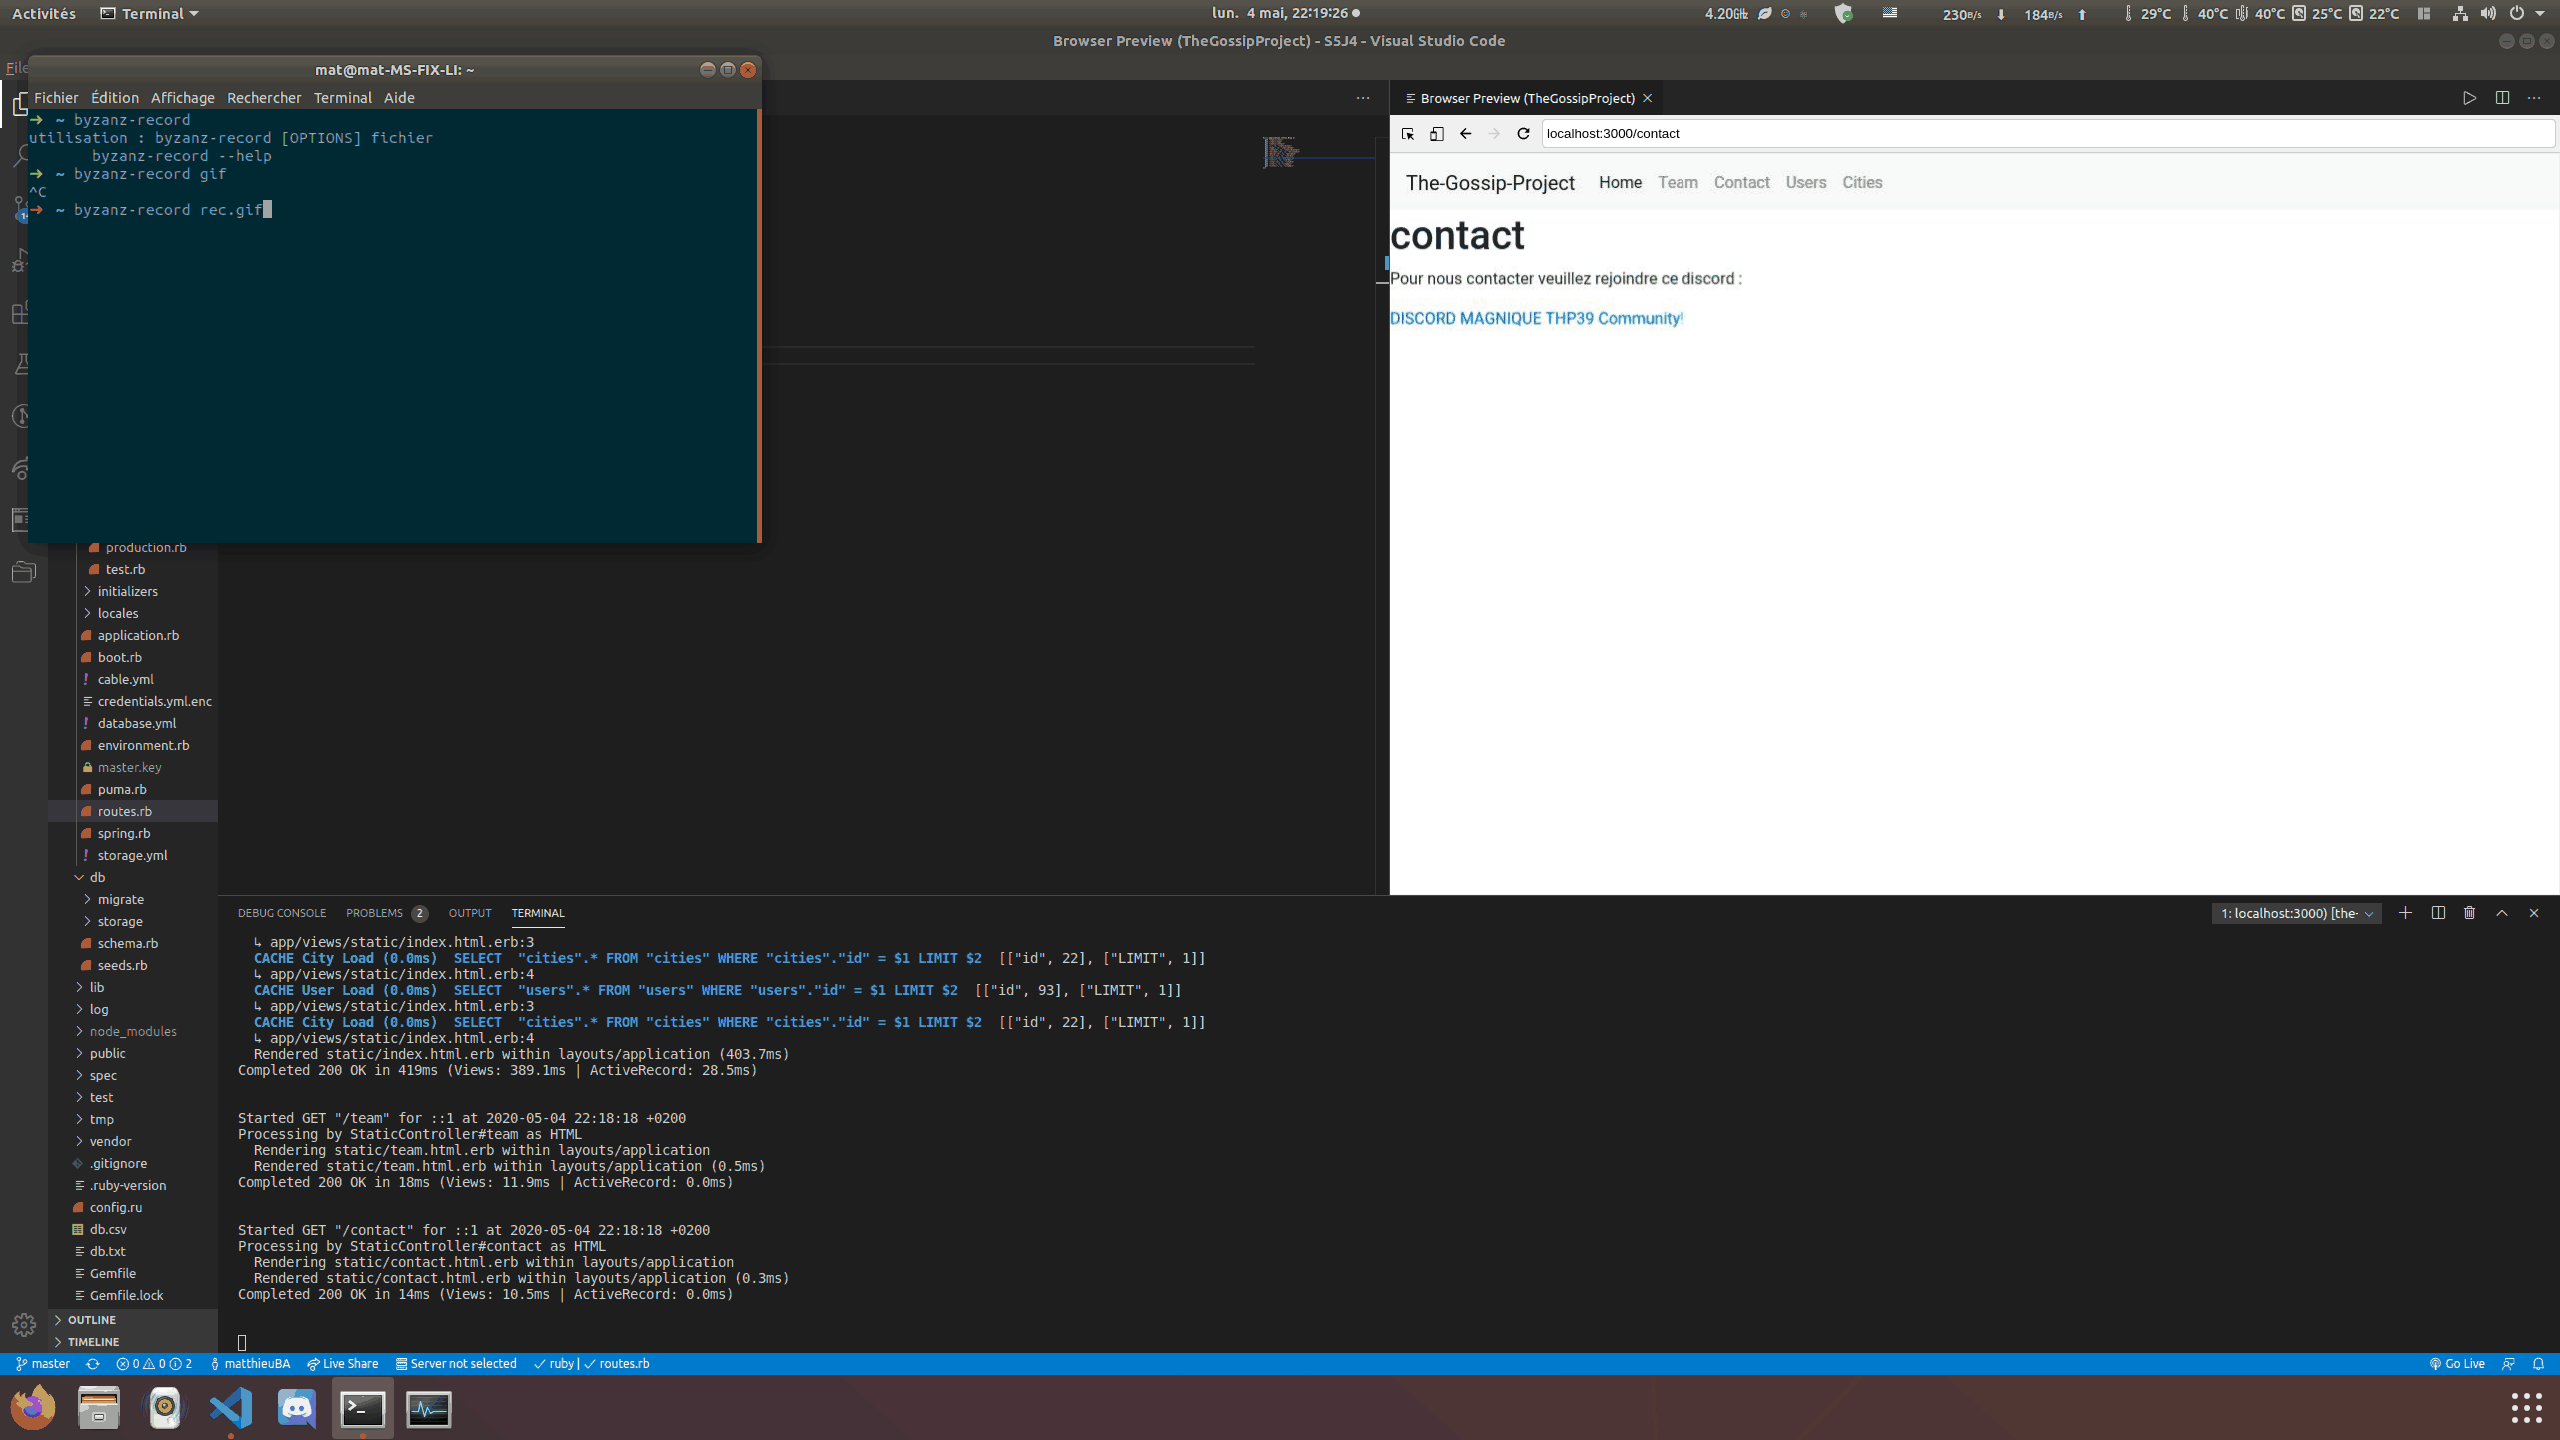 Activités
Terminal
lun. 4 mai, 22:19:26
4.20GHz
230B/s
184B/s
29°C
40°C
40°C
25°C
22°C
Browser Preview (TheGossipProject) - S5J4 - Visual Studio Code
File
mat@mat-MS-FIX-LI: ~
Fichier Édition Affichage Rechercher Terminal Aide
➜ ~ byzanz-record
utilisation : byzanz-record [OPTIONS] fichier
byzanz-record --help
➜ ~ byzanz-record gif
^C
➜ ~ byzanz-record rec.gif
Browser Preview (TheGossipProject)
localhost:3000/contact
The-Gossip-Project Home Team Contact Users Cities
contact
Pour nous contacter veuillez rejoindre ce discord :
DISCORD MAGNIQUE THP39 Community!
production.rb
test.rb
initializers
locales
application.rb
boot.rb
cable.yml
credentials.yml.enc
database.yml
environment.rb
master.key
puma.rb
routes.rb
spring.rb
storage.yml
db
migrate
storage
schema.rb
seeds.rb
lib
log
node_modules
public
spec
test
tmp
vendor
.gitignore
.ruby-version
config.ru
db.csv
db.txt
Gemfile
Gemfile.lock
OUTLINE
TIMELINE
DEBUG CONSOLE PROBLEMS 2 OUTPUT TERMINAL
1: localhost:3000) [the-
↳ app/views/static/index.html.erb:3
CACHE City Load (0.0ms) SELECT "cities".* FROM "cities" WHERE "cities"."id" = $1 LIMIT $2 [["id", 22], ["LIMIT", 1]]
↳ app/views/static/index.html.erb:4
CACHE User Load (0.0ms) SELECT "users".* FROM "users" WHERE "users"."id" = $1 LIMIT $2 [["id", 93], ["LIMIT", 1]]
↳ app/views/static/index.html.erb:3
CACHE City Load (0.0ms) SELECT "cities".* FROM "cities" WHERE "cities"."id" = $1 LIMIT $2 [["id", 22], ["LIMIT", 1]]
↳ app/views/static/index.html.erb:4
Rendered static/index.html.erb within layouts/application (403.7ms)
Completed 200 OK in 419ms (Views: 389.1ms | ActiveRecord: 28.5ms)
Started GET "/team" for ::1 at 2020-05-04 22:18:18 +0200
Processing by StaticController#team as HTML
Rendering static/team.html.erb within layouts/application
Rendered static/team.html.erb within layouts/application (0.5ms)
Completed 200 OK in 18ms (Views: 11.9ms | ActiveRecord: 0.0ms)
Started GET "/contact" for ::1 at 2020-05-04 22:18:18 +0200
Processing by StaticController#contact as HTML
Rendering static/contact.html.erb within layouts/application
Rendered static/contact.html.erb within layouts/application (0.3ms)
Completed 200 OK in 14ms (Views: 10.5ms | ActiveRecord: 0.0ms)
master 0 0 2 matthieuBA Live Share Server not selected ruby | routes.rb Go Live